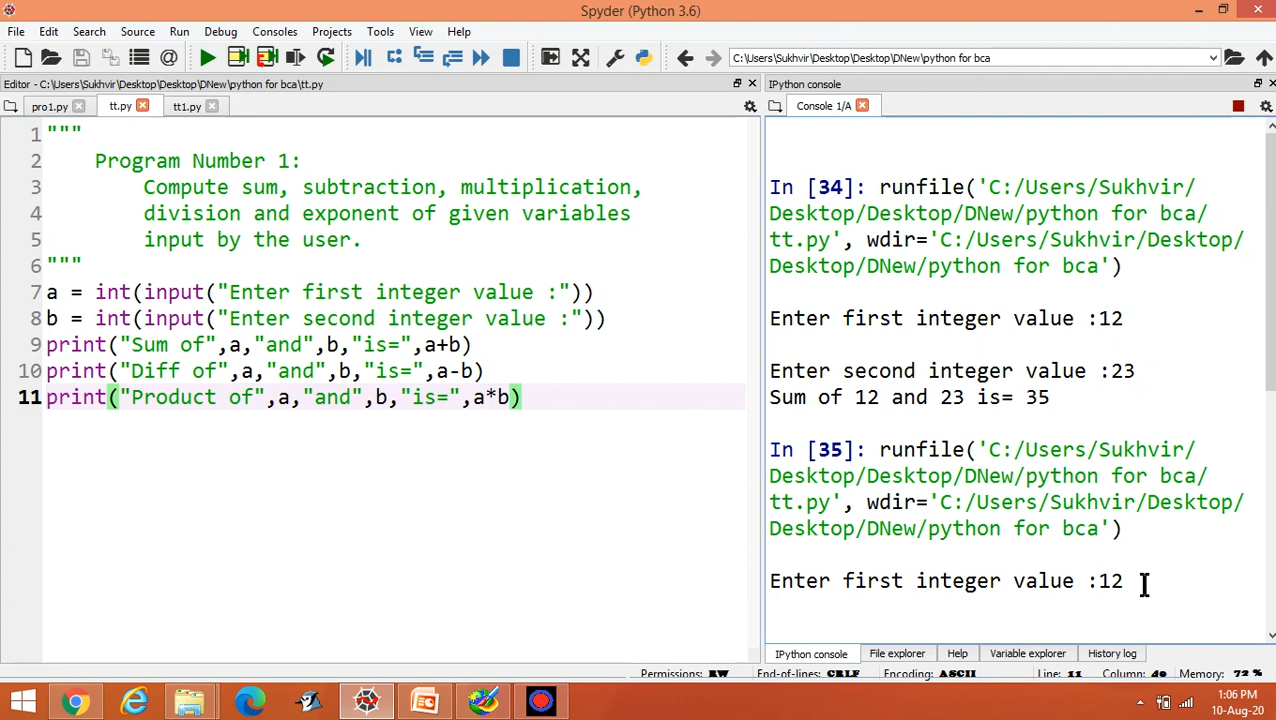 Spyder (Python 3.6)
File Edit Search Source Run Debug Consoles Projects Tools View Help
C:\Users\Sukhvir\Desktop\Desktop\DNew\python for bca
Editor - C:\Users\Sukhvir\Desktop\Desktop\DNew\python for bca\tt.py
IPython console
pro1.py tt.py tt1.py
Console 1/A
1 """
2 Program Number 1:
3 Compute sum, subtraction, multiplication,
4 division and exponent of given variables
5 input by the user.
6 """
7 a = int(input("Enter first integer value :"))
8 b = int(input("Enter second integer value :"))
9 print("Sum of",a,"and",b,"is=",a+b)
10 print("Diff of",a,"and",b,"is=",a-b)
11 print("Product of",a,"and",b,"is=",a*b)
In [34]: runfile('C:/Users/Sukhvir/
Desktop/Desktop/DNew/python for bca/
tt.py', wdir='C:/Users/Sukhvir/Desktop/
Desktop/DNew/python for bca')
Enter first integer value :12
Enter second integer value :23
Sum of 12 and 23 is= 35
In [35]: runfile('C:/Users/Sukhvir/
Desktop/Desktop/DNew/python for bca/
tt.py', wdir='C:/Users/Sukhvir/Desktop/
Desktop/DNew/python for bca')
Enter first integer value :12
IPython console File explorer Help Variable explorer History log
Permissions: RW End-of-lines: CRLF Encoding: ASCII Line: 11 Column: 40 Memory: 72 %
1:06 PM
10-Aug-20